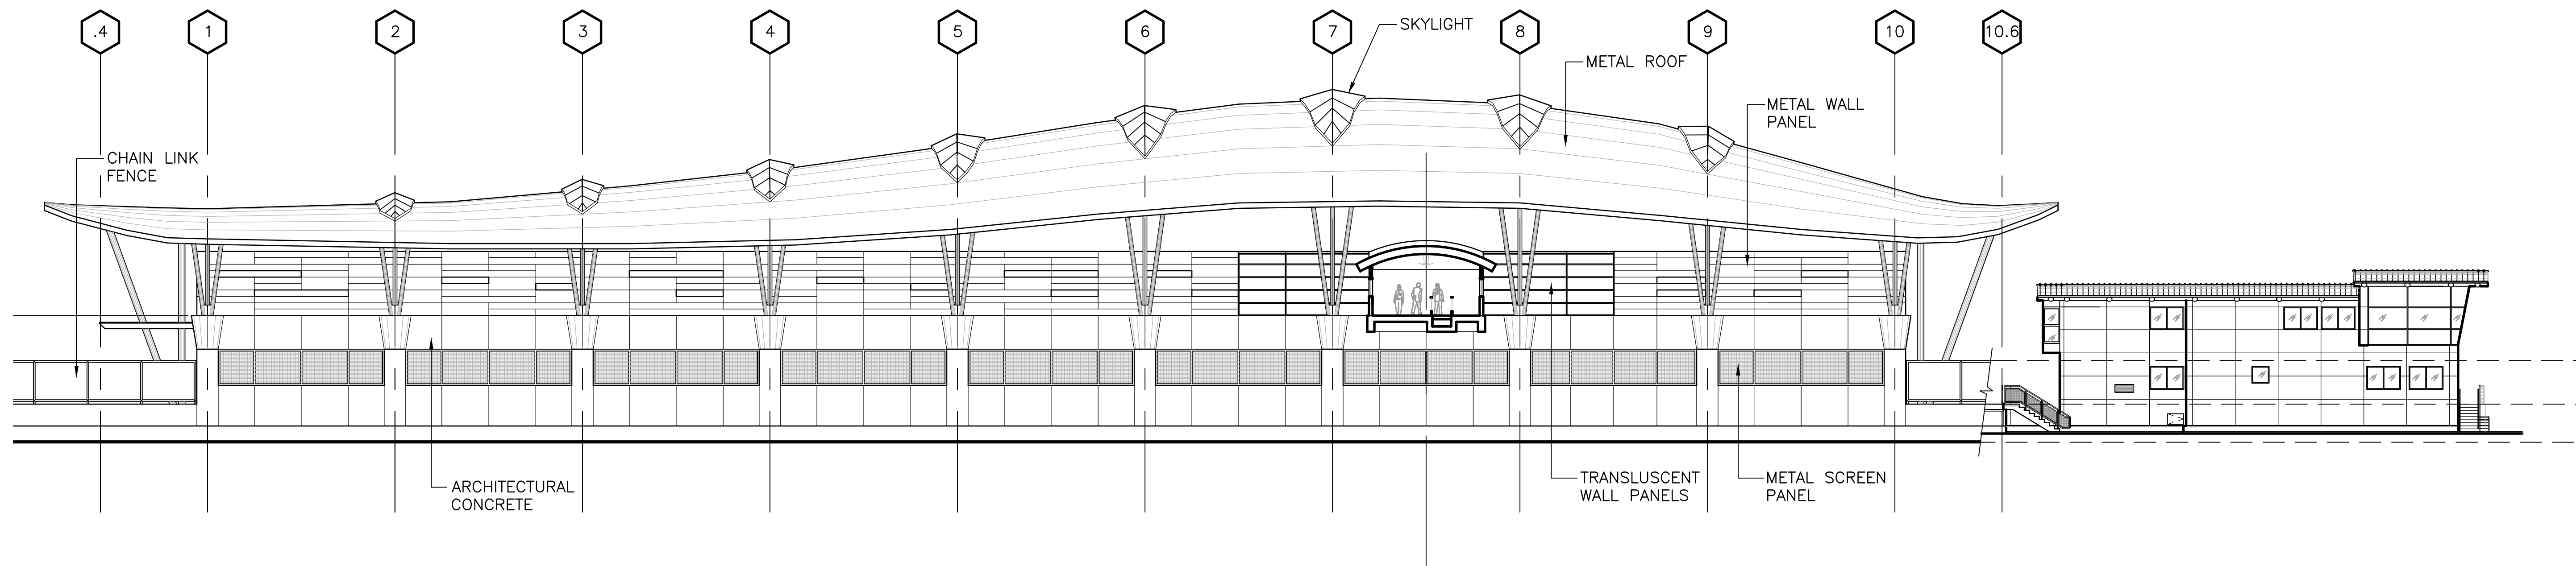 .4
1
2
3
4
5
6
7
8
9
10
10.6
SKYLIGHT
METAL ROOF
METAL WALL
PANEL
CHAIN LINK
FENCE
ARCHITECTURAL
CONCRETE
TRANSLUSCENT
WALL PANELS
METAL SCREEN
PANEL